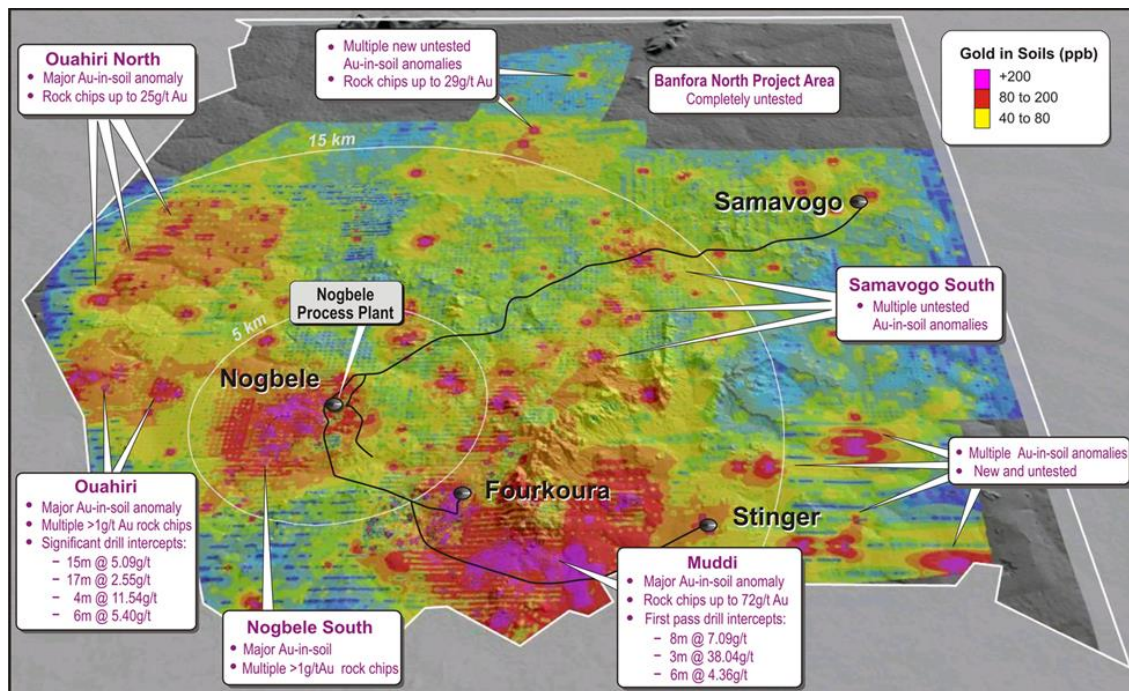 Ouahiri North
• Major Au-in-soil anomaly
• Rock chips up to 25g/t Au
• Multiple new untested
Au-in-soil anomalies
• Rock chips up to 29g/t Au
Banfora North Project Area
Completely untested
Gold in Soils (ppb)
+200
80 to 200
40 to 80
15 km
Samavogo
Samavogo South
• Multiple untested
Au-in-soil anomalies
Nogbele
Process Plant
5 km
Nogbele
Fourkoura
Stinger
• Multiple Au-in-soil anomalies
• New and untested
Ouahiri
• Major Au-in-soil anomaly
• Multiple >1g/t Au rock chips
• Significant drill intercepts:
– 15m @ 5.09g/t
– 17m @ 2.55g/t
– 4m @ 11.54g/t
– 6m @ 5.40g/t
Nogbele South
• Major Au-in-soil
• Multiple >1g/tAu rock chips
Muddi
• Major Au-in-soil anomaly
• Rock chips up to 72g/t Au
• First pass drill intercepts:
– 8m @ 7.09g/t
– 3m @ 38.04g/t
– 6m @ 4.36g/t